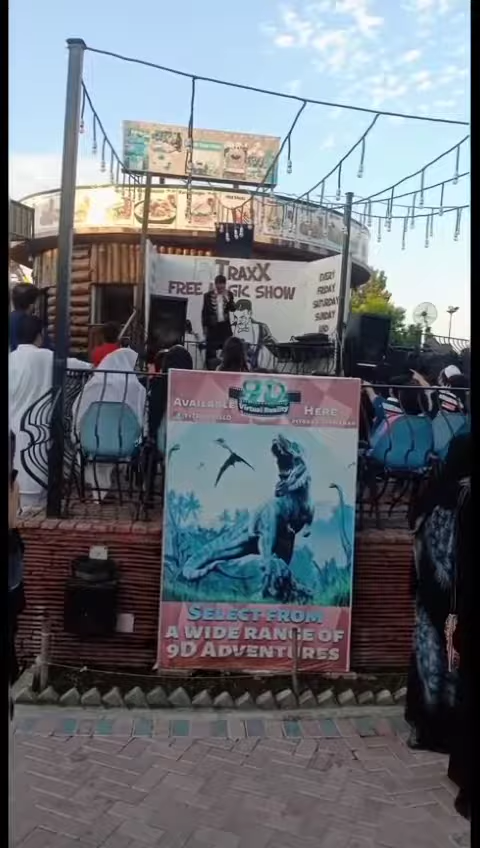 TRAXX
FREE MAGIC SHOW
EVERY
FRIDAY
SATURDAY
SUNDAY
9D
Virtual Reality
AVAILABLE
HERE
SELECT FROM
A WIDE RANGE OF
9D ADVENTURES